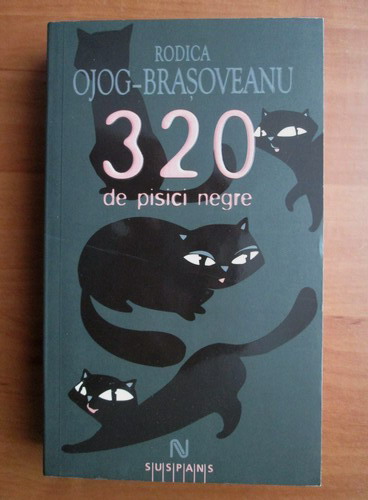 RODICA
OJOG-BRAȘOVEANU
320
de pisici negre
N
SUSPANS